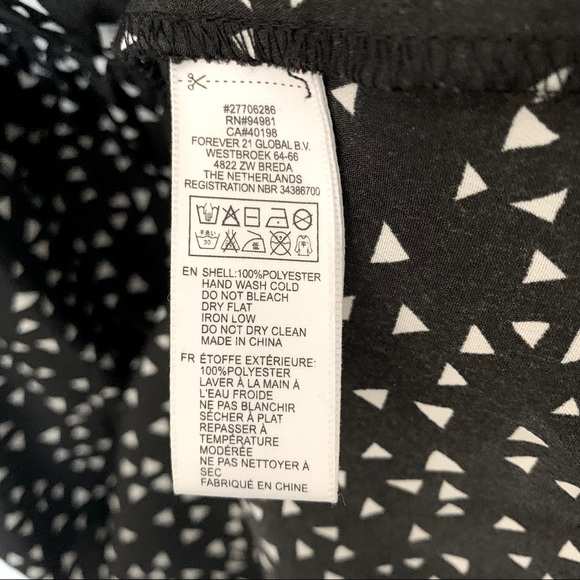 #27706286
RN#94981
CA#40198
FOREVER 21 GLOBAL B.V.
WESTBROEK 64-66
4822 ZW BREDA
THE NETHERLANDS
REGISTRATION NBR 34386700
30
EN SHELL:100%POLYESTER
HAND WASH COLD
DO NOT BLEACH
DRY FLAT
IRON LOW
DO NOT DRY CLEAN
MADE IN CHINA
FR ÉTOFFE EXTÉRIEURE:
100%POLYESTER
LAVER À LA MAIN À
L'EAU FROIDE
NE PAS BLANCHIR
SÉCHER À PLAT
REPASSER À
TEMPÉRATURE
MODÉRÉE
NE PAS NETTOYER À
SEC
FABRIQUÉ EN CHINE